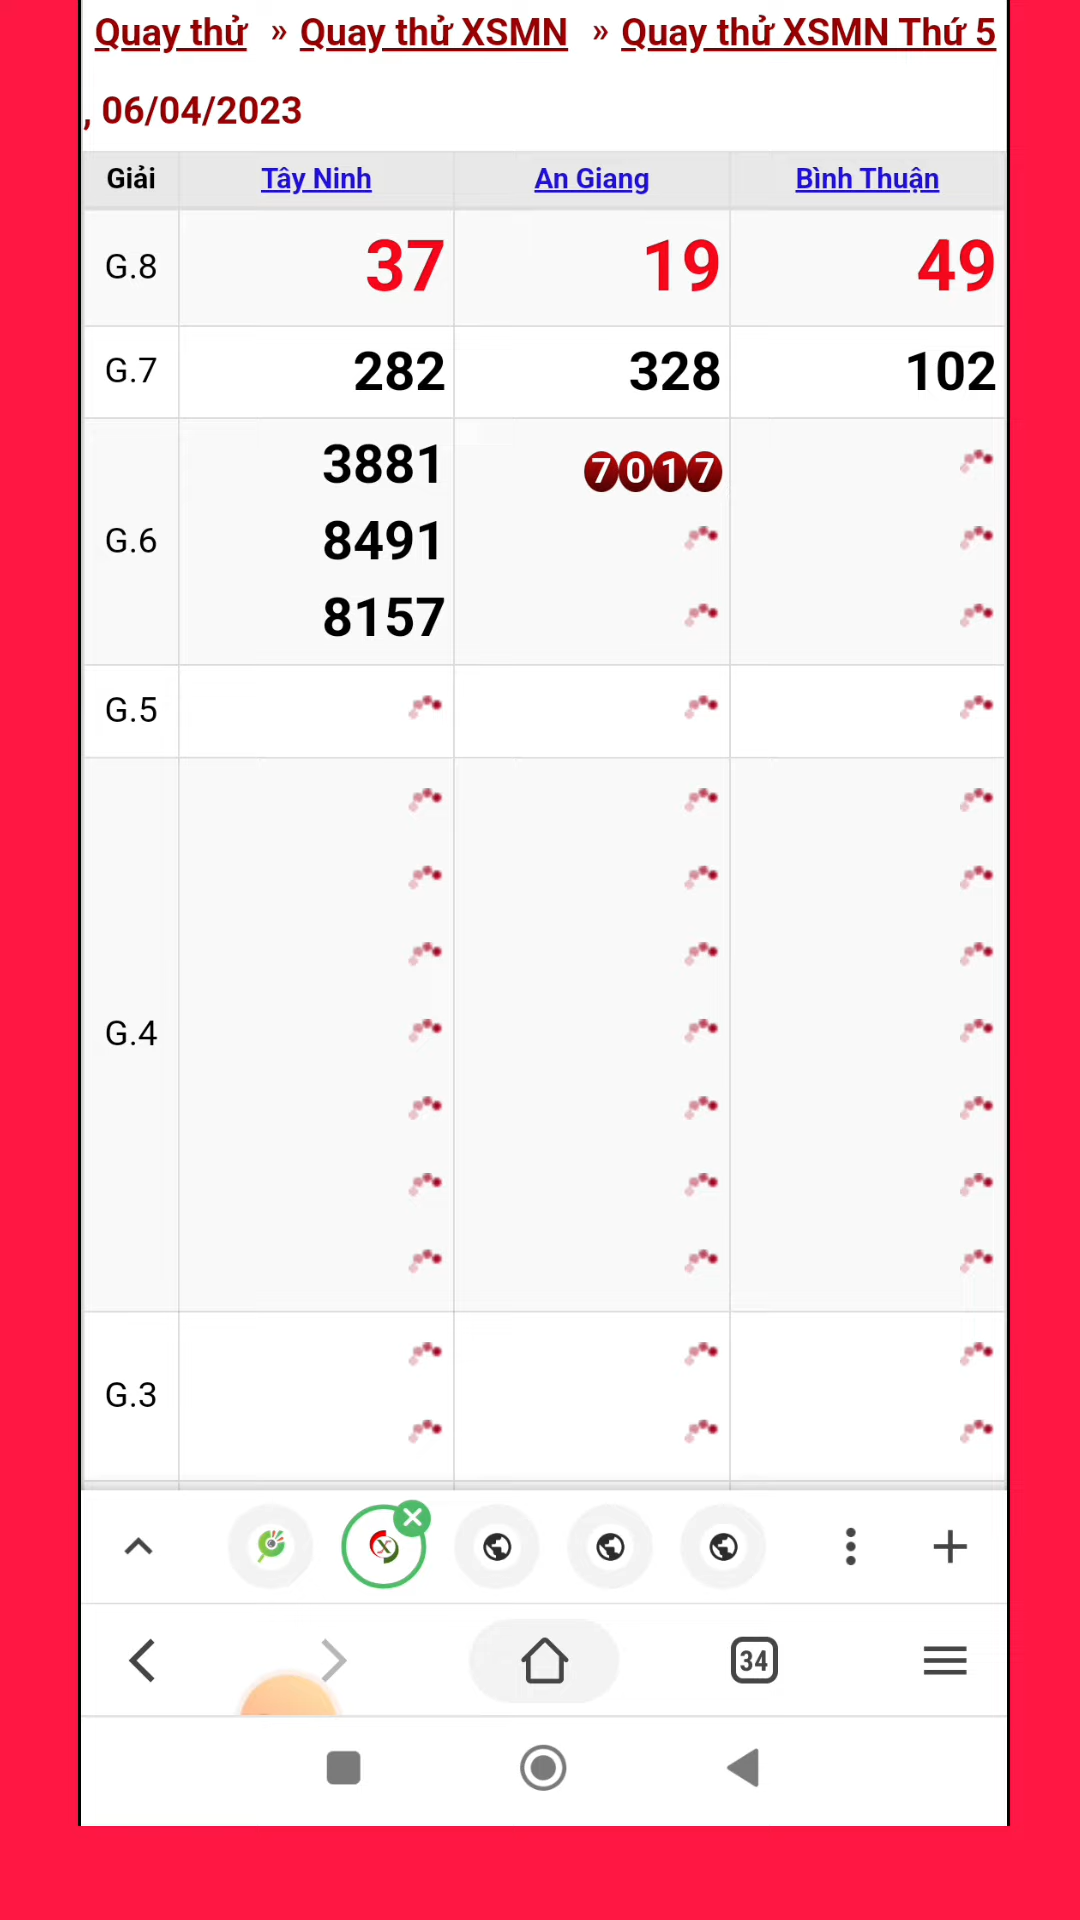 Quay thử » Quay thử XSMN » Quay thử XSMN Thứ 5
, 06/04/2023
Giải Tây Ninh An Giang Bình Thuận
G.8 37 19 49
G.7 282 328 102
3881 7017
G.6 8491
8157
G.5
G.4
G.3
34